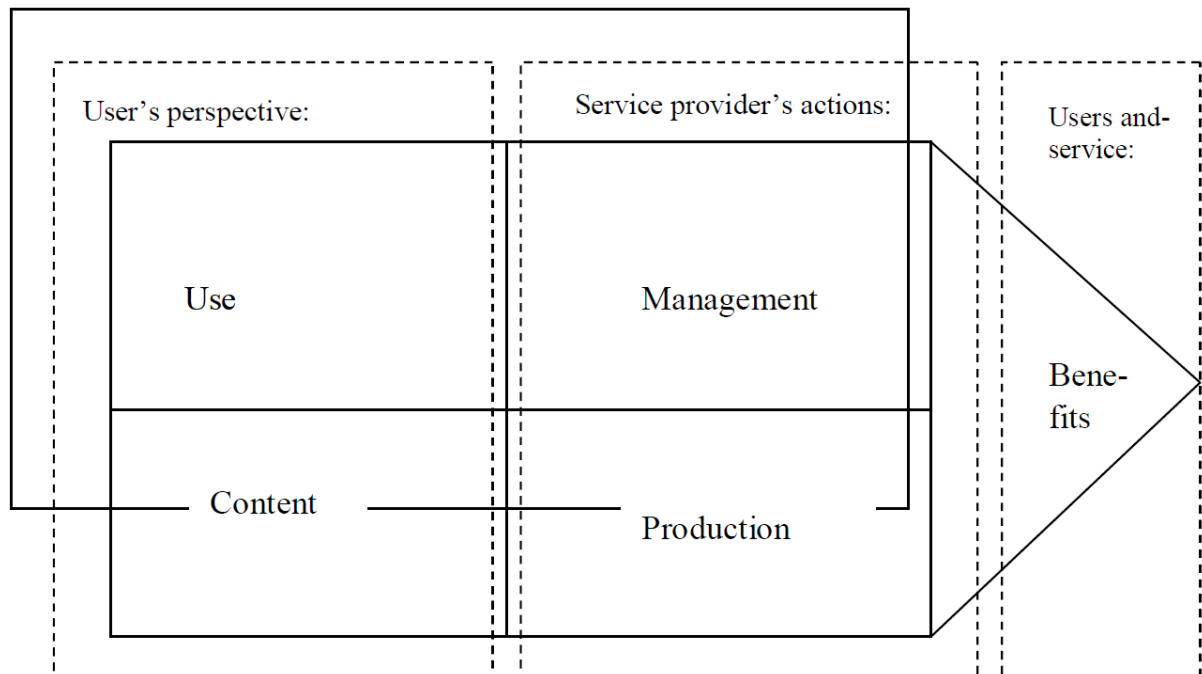 User’s perspective:
Service provider’s actions:
Users and-
service:
Use
Management
Bene-
fits
Content
Production